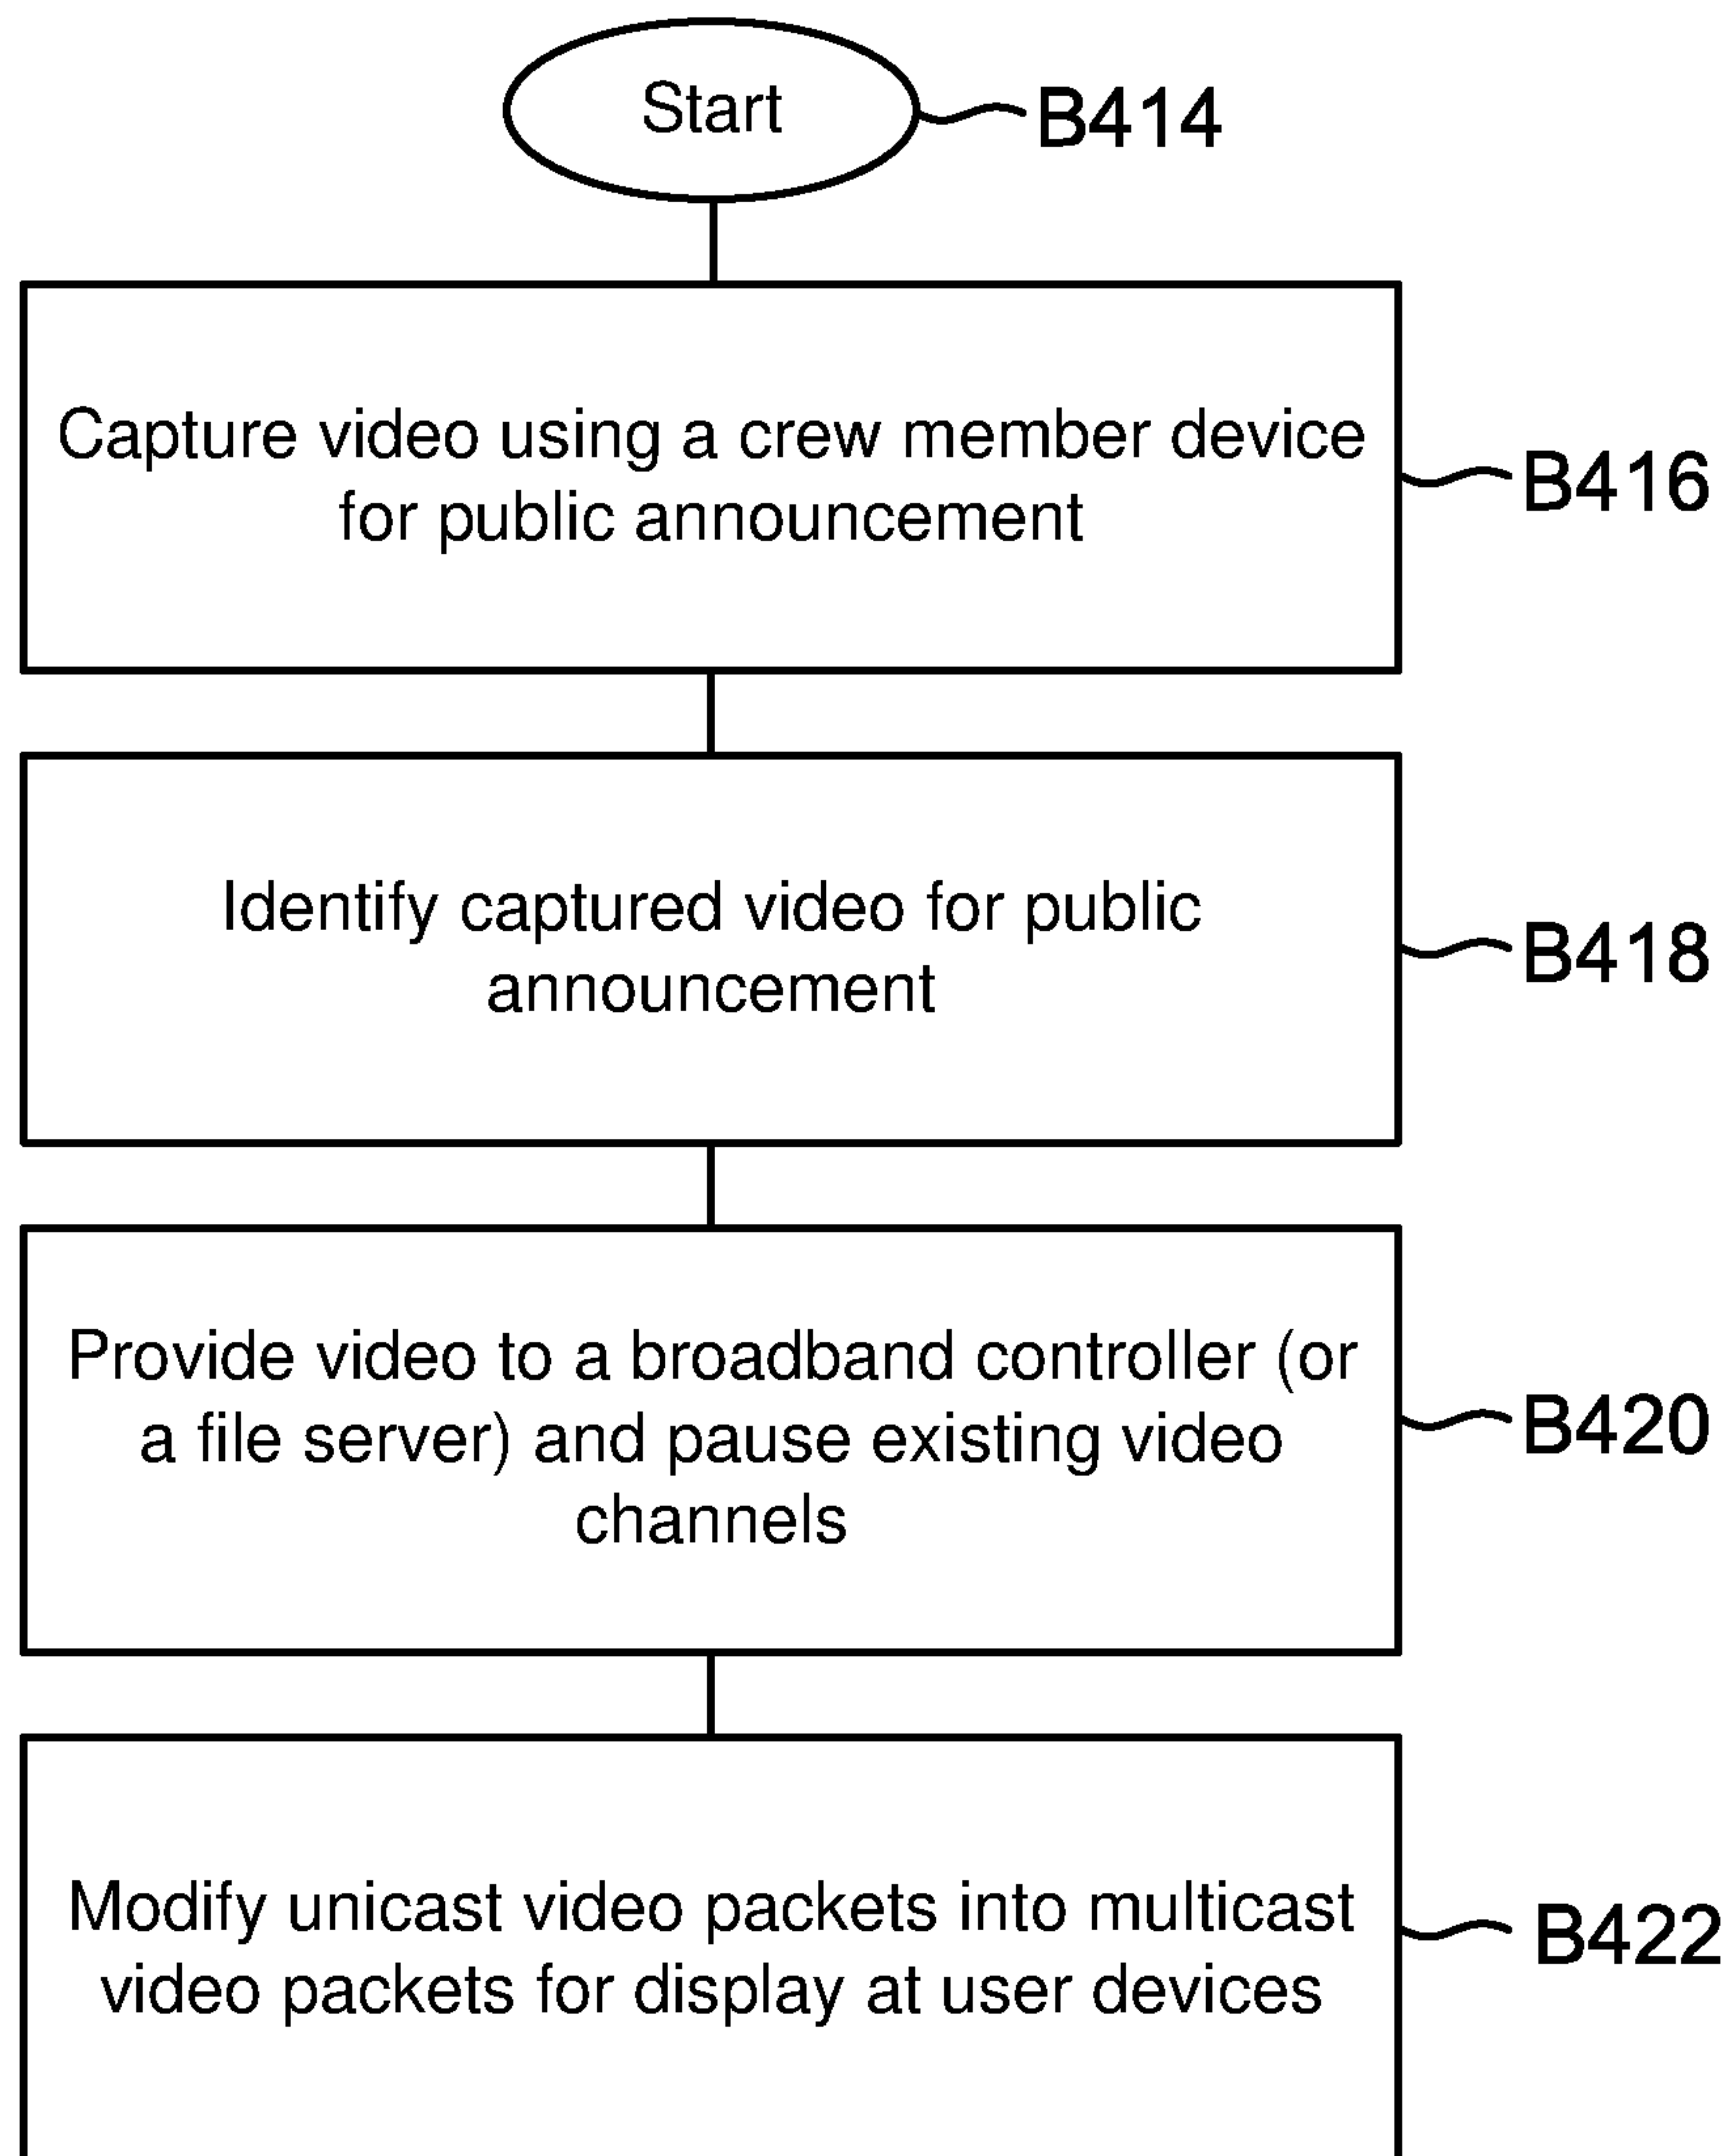 Start
B414
Capture video using a crew member device
for public announcement
B416
Identify captured video for public
announcement
B418
Provide video to a broadband controller (or
a file server) and pause existing video
channels
B420
Modify unicast video packets into multicast
video packets for display at user devices
B422